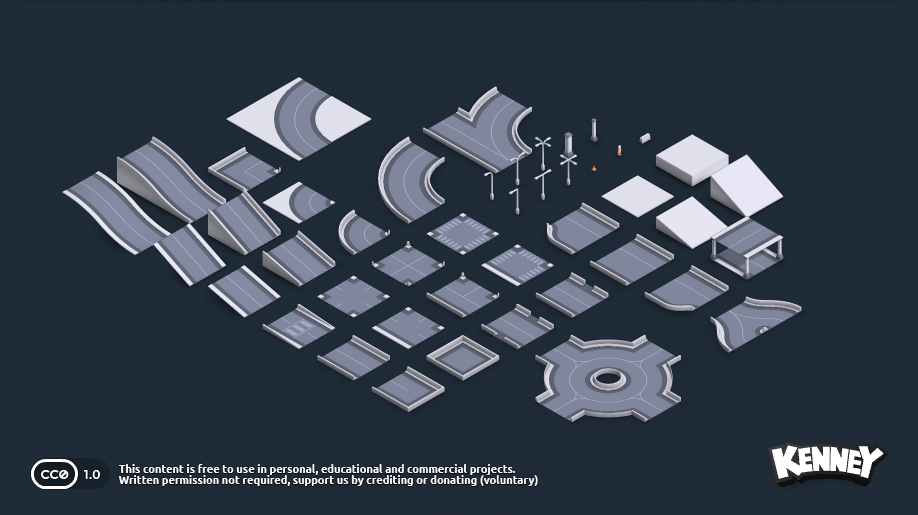 CC0 1.0
This content is free to use in personal, educational and commercial projects.
Written permission not required, support us by crediting or donating (voluntary)
KENNEY